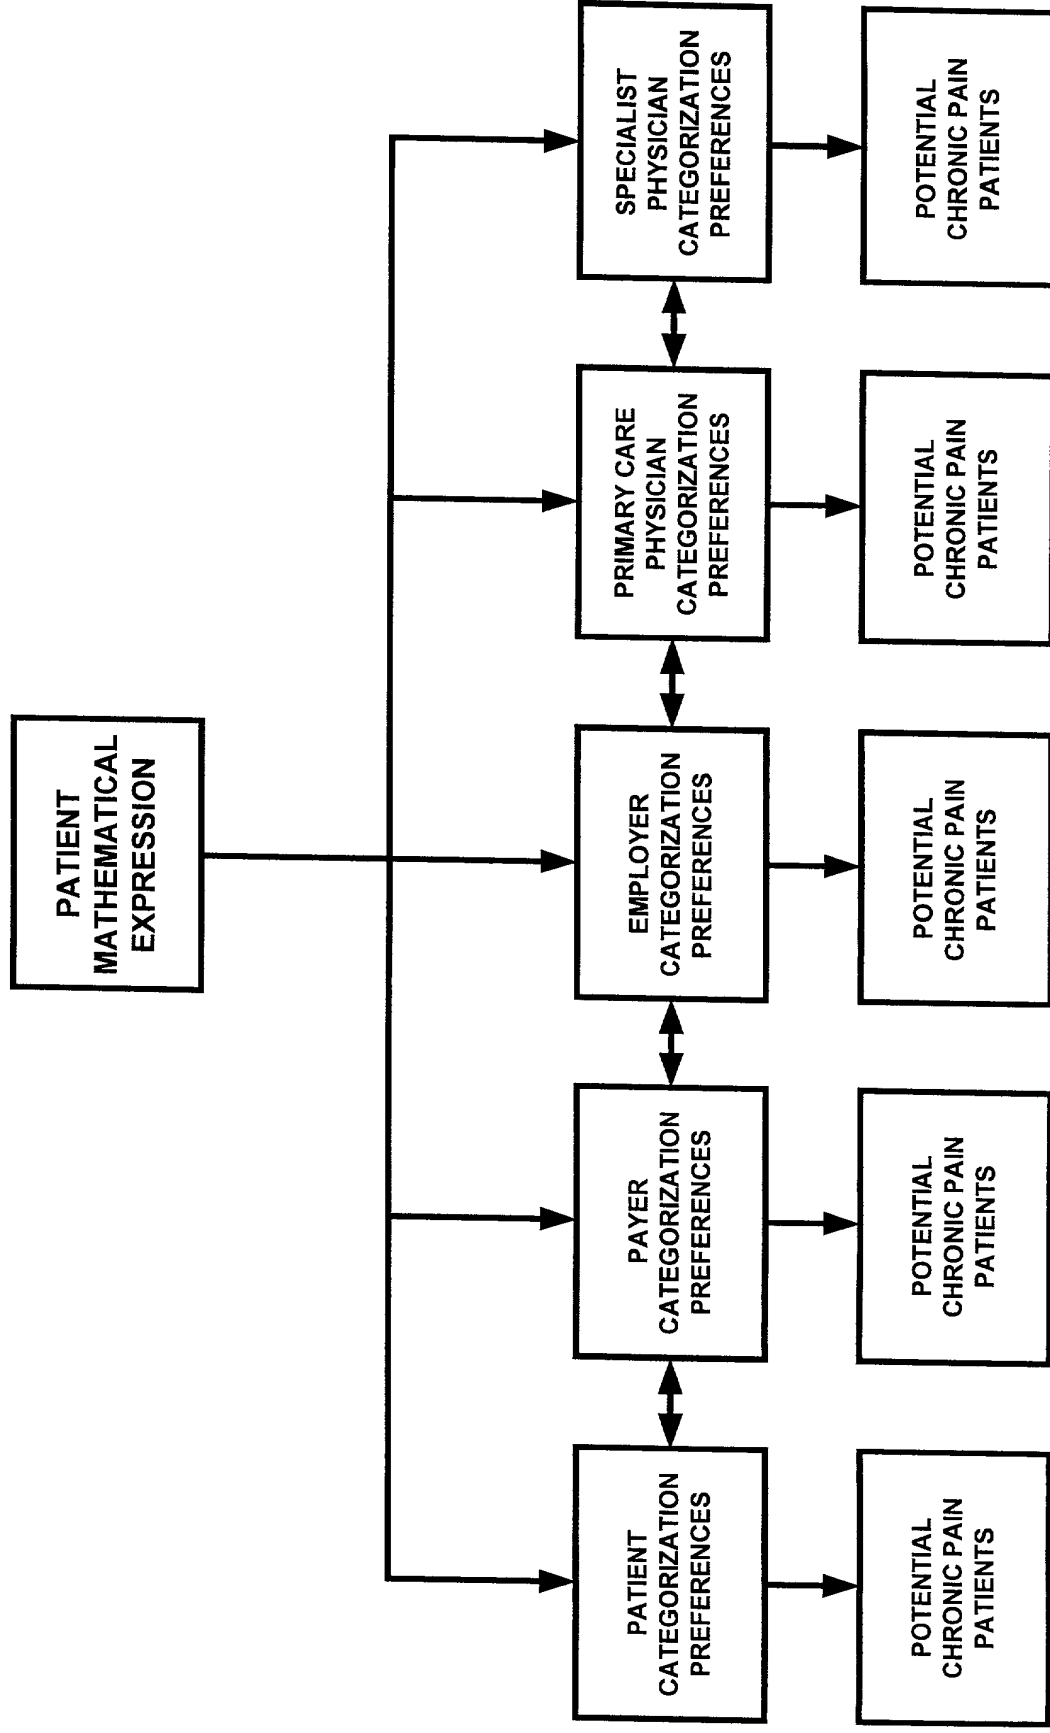 PATIENT
MATHEMATICAL
EXPRESSION
PATIENT
CATEGORIZATION
PREFERENCES
PAYER
CATEGORIZATION
PREFERENCES
EMPLOYER
CATEGORIZATION
PREFERENCES
PRIMARY CARE
PHYSICIAN
CATEGORIZATION
PREFERENCES
SPECIALIST
PHYSICIAN
CATEGORIZATION
PREFERENCES
POTENTIAL
CHRONIC PAIN
PATIENTS
POTENTIAL
CHRONIC PAIN
PATIENTS
POTENTIAL
CHRONIC PAIN
PATIENTS
POTENTIAL
CHRONIC PAIN
PATIENTS
POTENTIAL
CHRONIC PAIN
PATIENTS